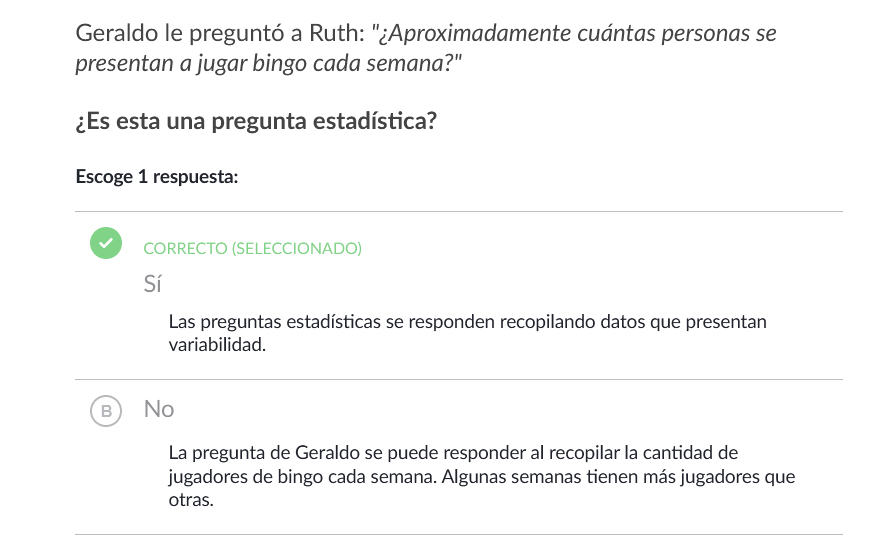 Geraldo le preguntó a Ruth: "¿Aproximadamente cuántas personas se
presentan a jugar bingo cada semana?"
¿Es esta una pregunta estadística?
Escoge 1 respuesta:
CORRECTO (SELECCIONADO)
Sí
Las preguntas estadísticas se responden recopilando datos que presentan
variabilidad.
B No
La pregunta de Geraldo se puede responder al recopilar la cantidad de
jugadores de bingo cada semana. Algunas semanas tienen más jugadores que
otras.